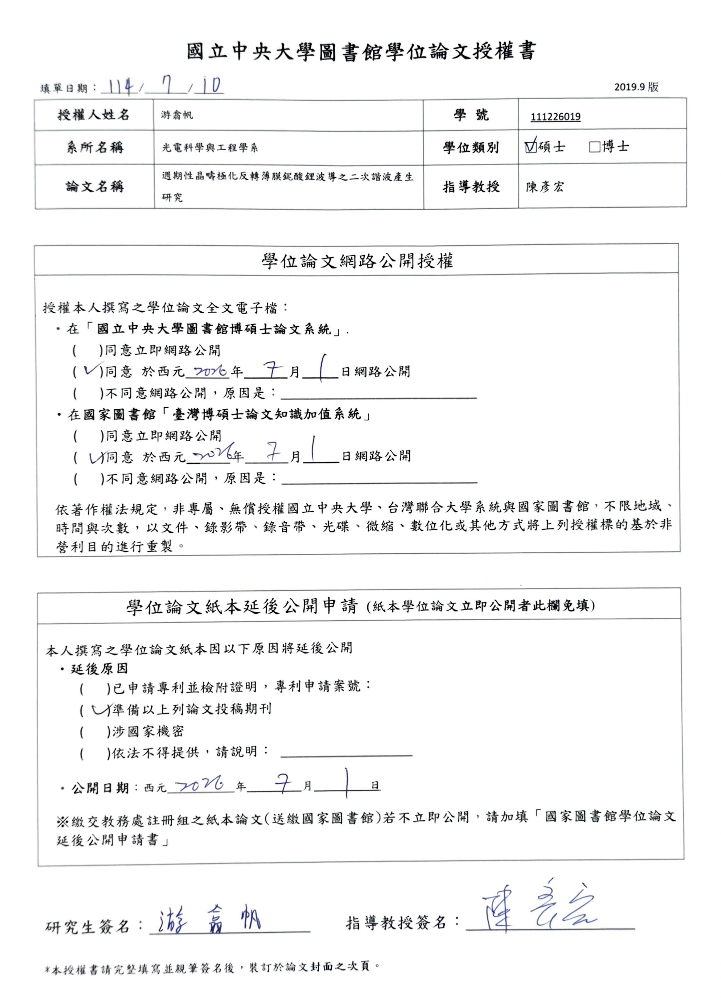 國立中央大學圖書館學位論文授權書
填單日期：114/ 7 /10 2019.9 版
授權人姓名 游翕帆 學 號 111226019
系所名稱 光電科學與工程學系 學位類別 ☑碩士 □博士
論文名稱 週期性晶疇極化反轉薄膜鈮酸鋰波導之二次諧波產生
研究 指導教授 陳彥宏
學位論文網路公開授權
授權本人撰寫之學位論文全文電子檔：
・在「國立中央大學圖書館博碩士論文系統」.
( )同意立即網路公開
(✓)同意 於西元 2026 年 7 月 1 日網路公開
( )不同意網路公開，原因是：
・在國家圖書館「臺灣博碩士論文知識加值系統」
( )同意立即網路公開
(✓)同意 於西元 2026 年 7 月 1 日網路公開
( )不同意網路公開，原因是：
依著作權法規定，非專屬、無償授權國立中央大學、台灣聯合大學系統與國家圖書館，不限地域、
時間與次數，以文件、錄影帶、錄音帶、光碟、微縮、數位化或其他方式將上列授權標的基於非
營利目的進行重製。
學位論文紙本延後公開申請 (紙本學位論文立即公開者此欄免填)
本人撰寫之學位論文紙本因以下原因將延後公開
・延後原因
( )已申請專利並檢附證明，專利申請案號：
(✓)準備以上列論文投稿期刊
( )涉國家機密
( )依法不得提供，請說明：
・公開日期：西元 2026 年 7 月 1 日
※繳交教務處註冊組之紙本論文(送繳國家圖書館)若不立即公開，請加填「國家圖書館學位論文
延後公開申請書」
研究生簽名：游翕帆 指導教授簽名：陳彥宏
*本授權書請完整填寫並親筆簽名後，裝訂於論文封面之次頁。